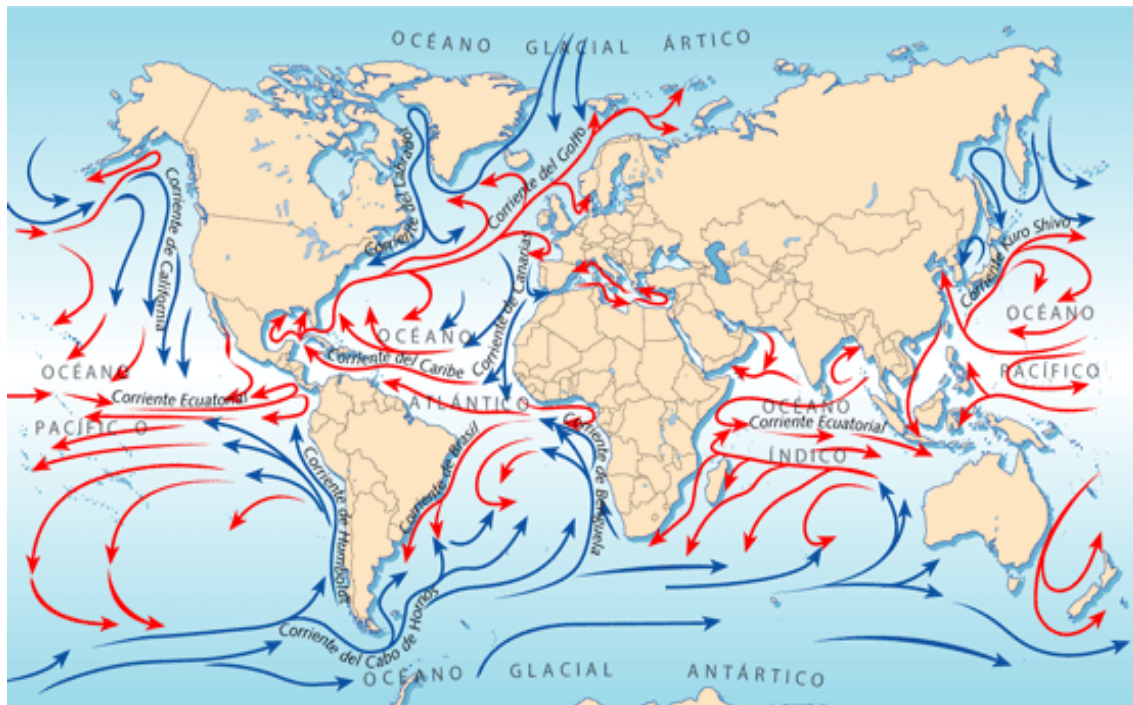 OCÉANO GLACIAL ÁRTICO
Corriente del Labrador
Corriente del Golfo
Corriente de California
Corriente de Canarias
Corriente Kuro Shivo
OCÉANO
PACÍFICO
OCÉANO
ATLÁNTICO
Corriente del Caribe
OCÉANO
PACÍFICO
Corriente Ecuatorial
OCÉANO
Corriente Ecuatorial
ÍNDICO
Corriente de Brasil
Corriente de Benguela
Corriente de Humboldt
Corriente del Cabo de Hornos
OCÉANO GLACIAL ANTÁRTICO